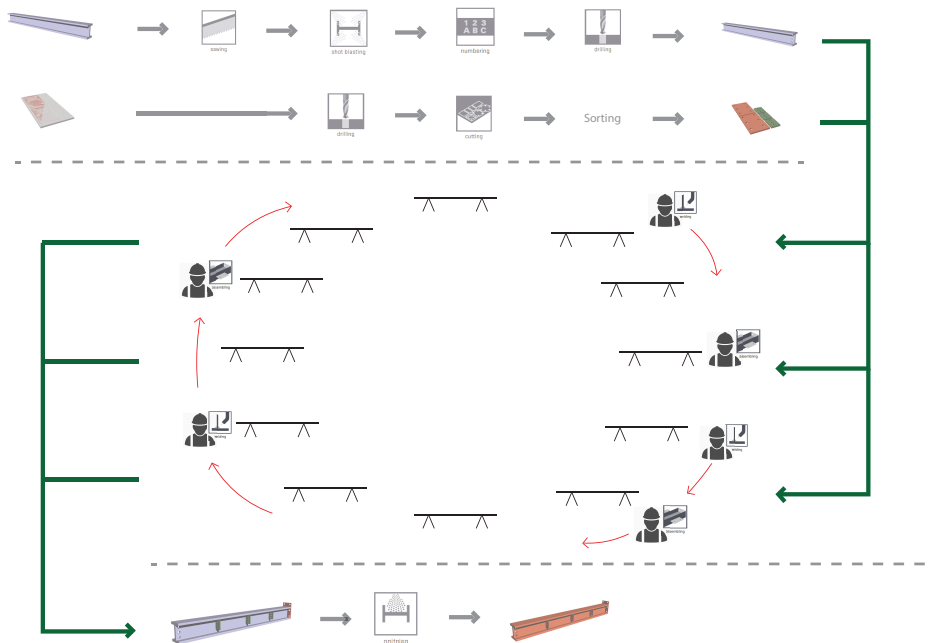 sawing
shot blasting
1 2 3
A B C
numbering
drilling
drilling
cutting
Sorting
welding
Assembling
Assembling
welding
welding
Assembling